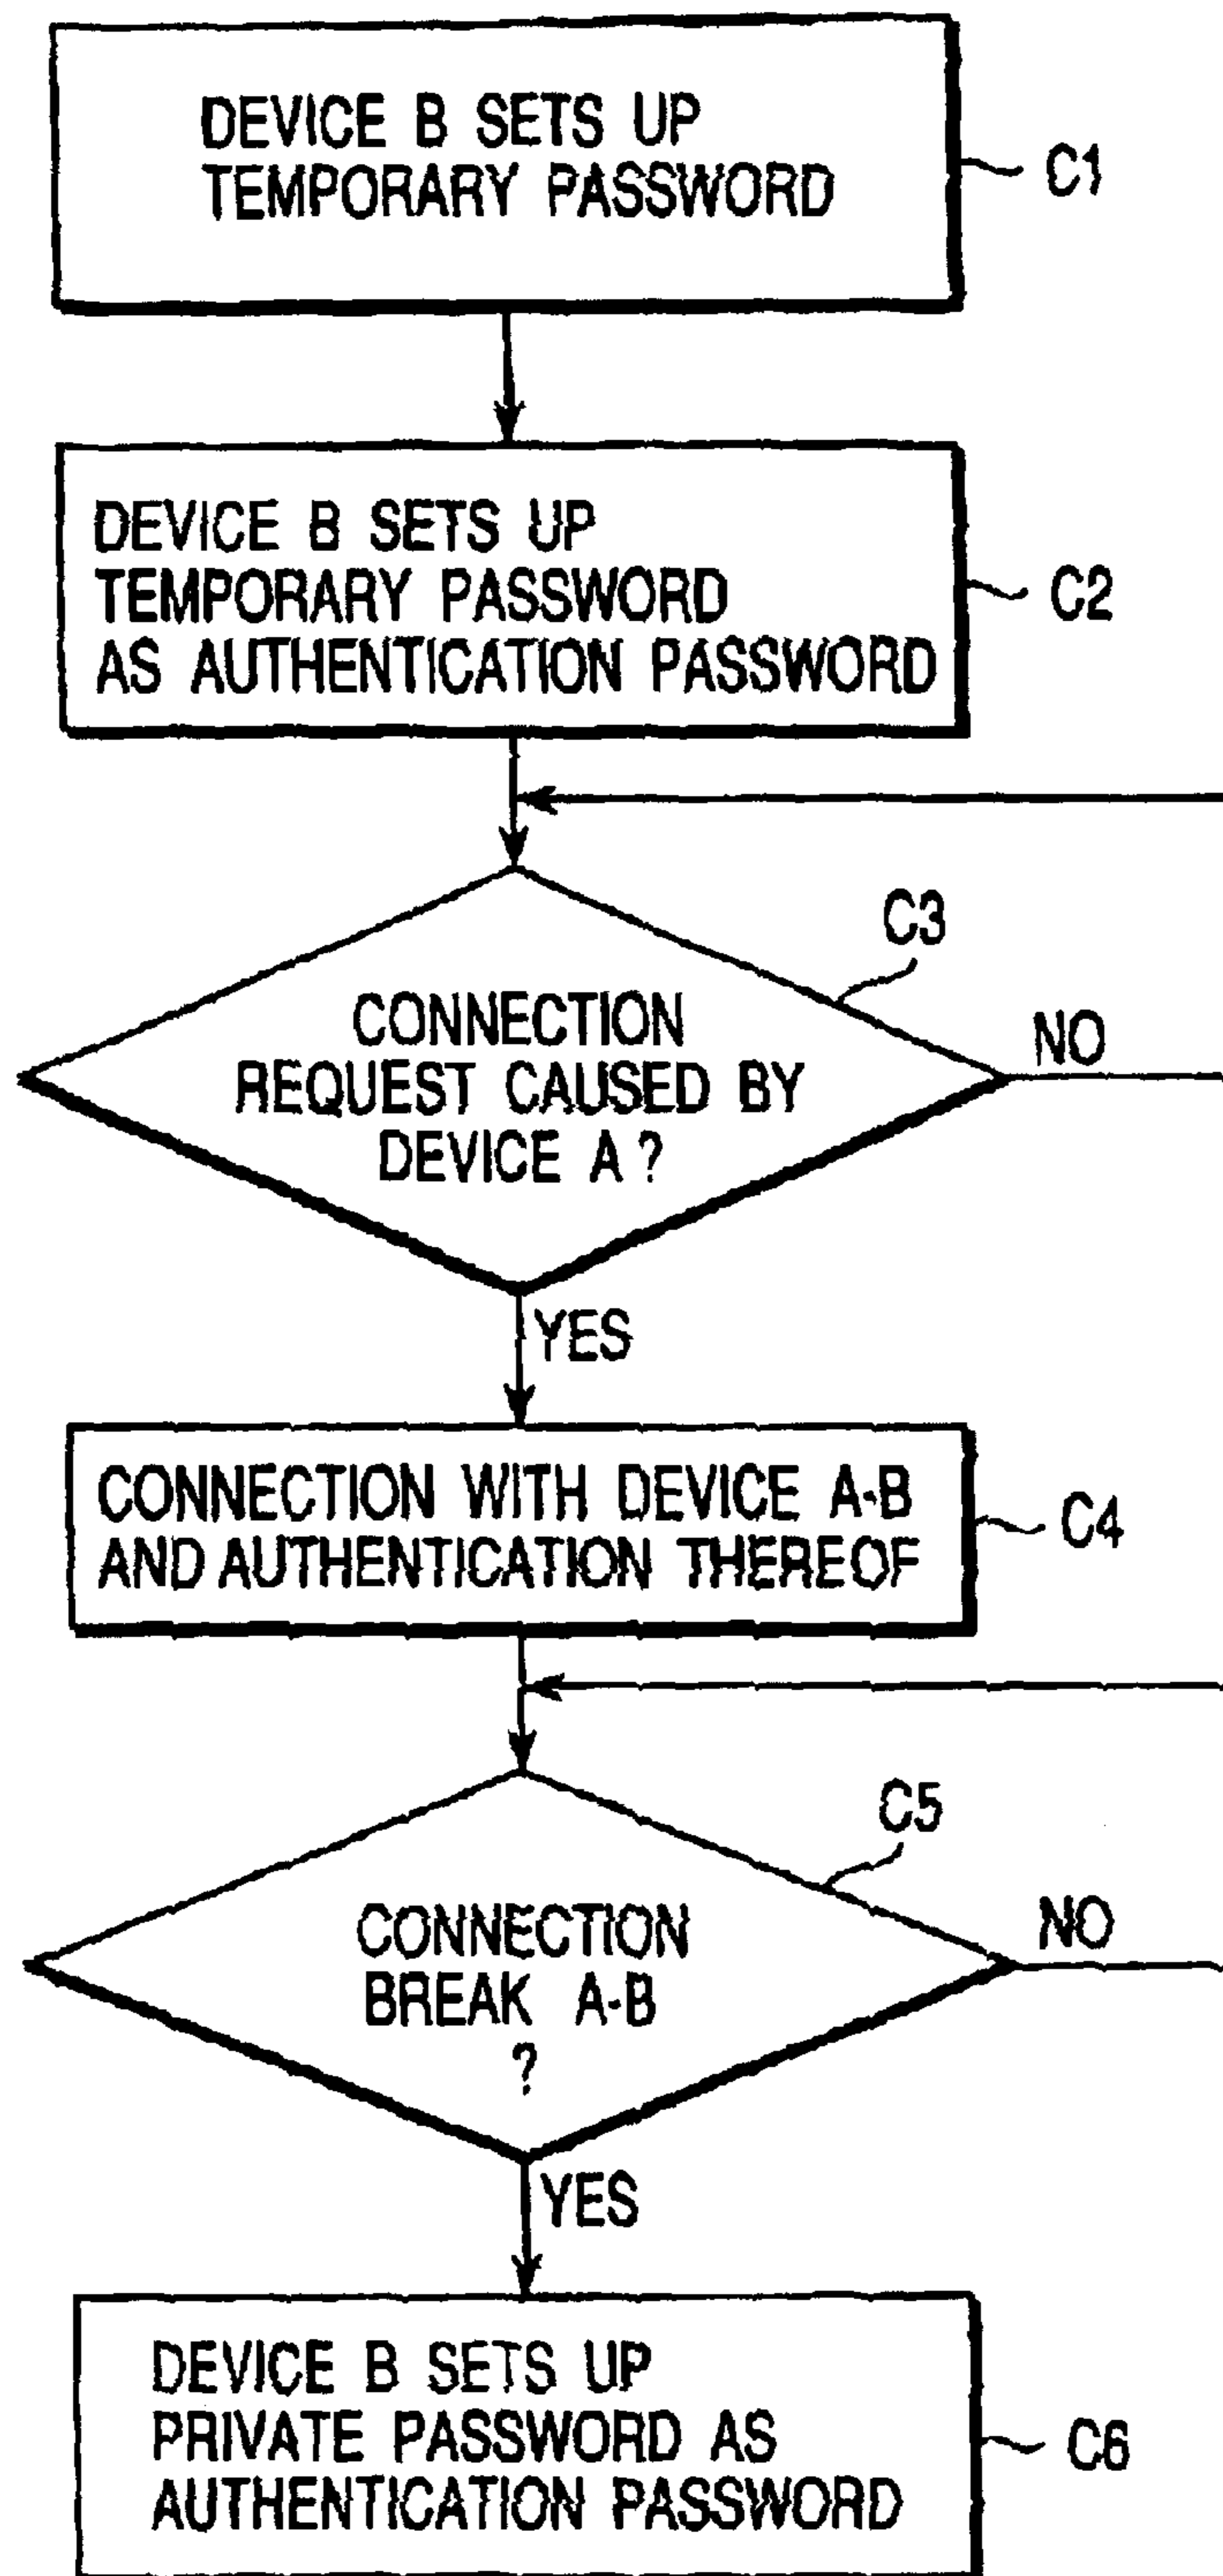 DEVICE B SETS UP
TEMPORARY PASSWORD
C1
DEVICE B SETS UP
TEMPORARY PASSWORD
AS AUTHENTICATION PASSWORD
C2
C3
CONNECTION
REQUEST CAUSED BY
DEVICE A ?
NO
YES
CONNECTION WITH DEVICE A-B
AND AUTHENTICATION THEREOF
C4
C5
CONNECTION
BREAK A-B
?
NO
YES
DEVICE B SETS UP
PRIVATE PASSWORD AS
AUTHENTICATION PASSWORD
C6